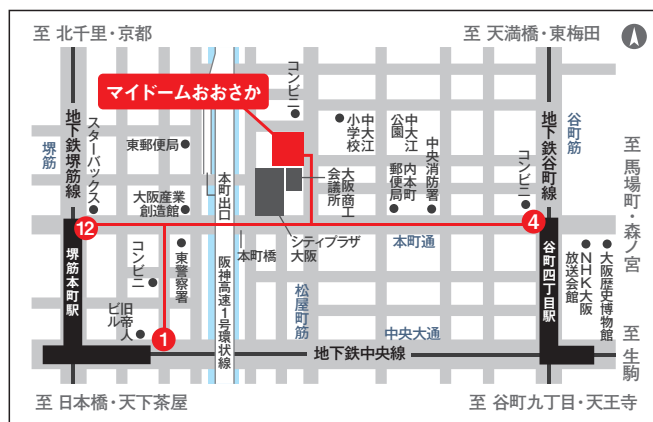 至 北千里・京都
至 天満橋・東梅田
マイドームおおさか
コンビニ
地下鉄堺筋線
堺筋
スターバックス
東郵便局
大阪産業
創造館
本町出口
中大江
小学校
中大江
公園
内本町
郵便局
中央消防署
コンビニ
地下鉄谷町線
谷町筋
至 馬場町・森ノ宮
大阪商工
会議所
12
4
堺筋本町駅
コンビニ
東警察署
阪神高速1号環状線
本町橋
シティプラザ
大阪
本町通
松屋町筋
谷町四丁目駅
NHK大阪
放送会館
大阪歴史博物館
旧帝人
ビル
1
中央大通
地下鉄中央線
至 生駒
至 日本橋・天下茶屋
至 谷町九丁目・天王寺